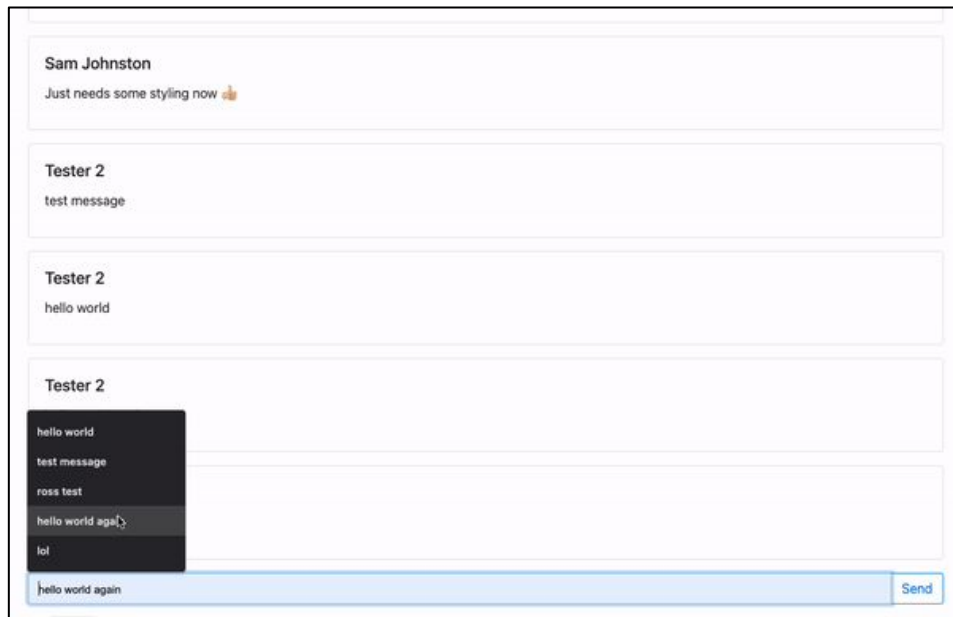 Sam Johnston
Just needs some styling now 👍🏼
Tester 2
test message
Tester 2
hello world
Tester 2
hello world
test message
ross test
hello world again
lol
hello world again
Send